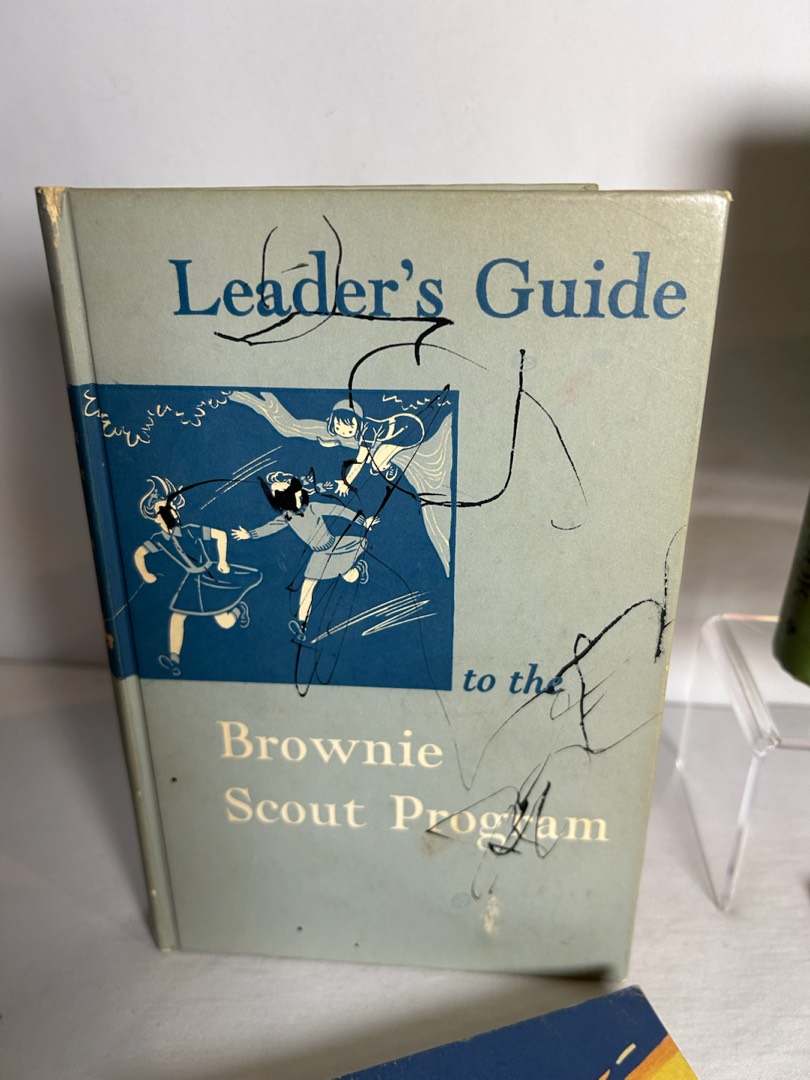 Leader's Guide
to the
Brownie
Scout Program